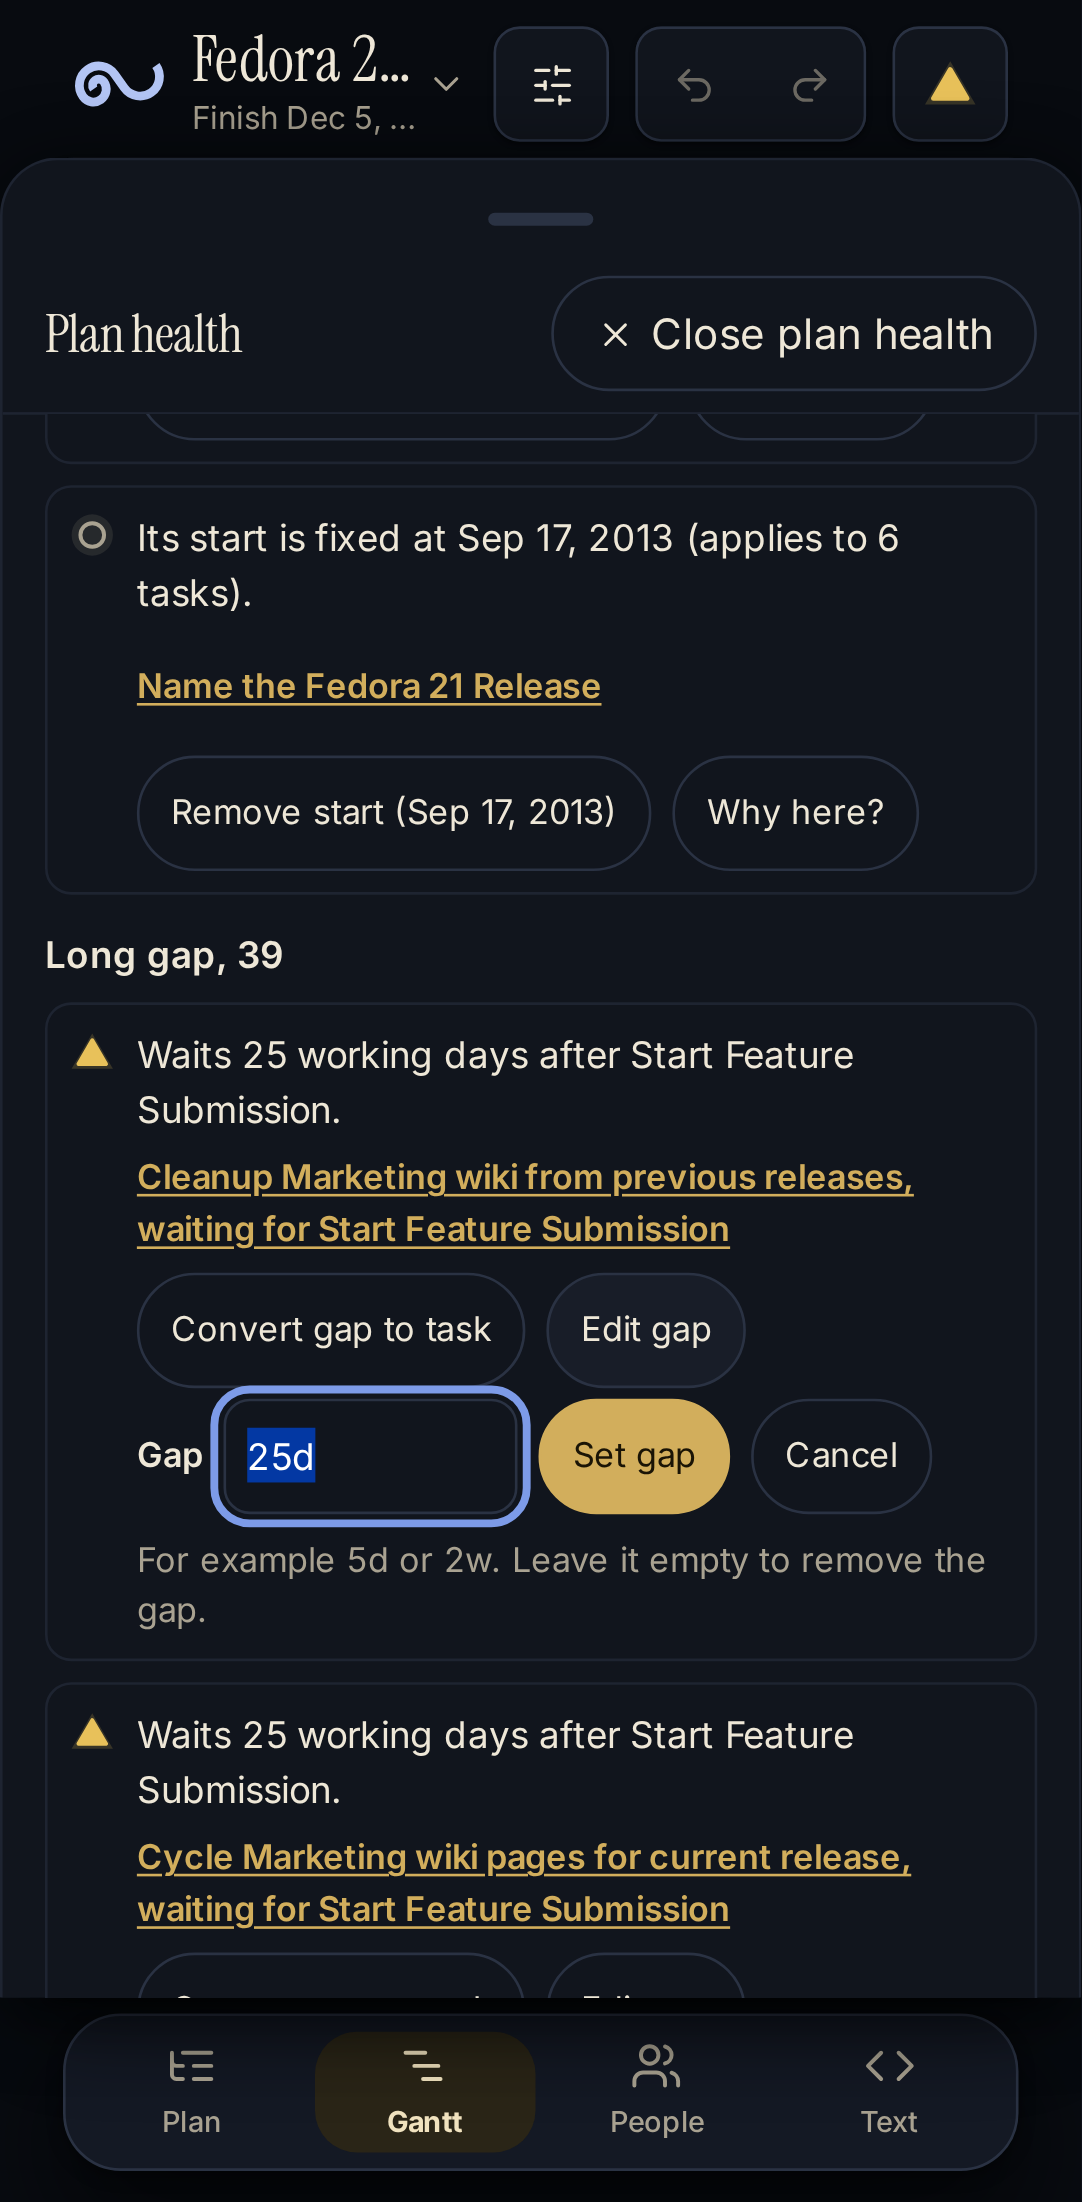 Fedora 2...
Finish Dec 5, ...
Plan health
Close plan health
Its start is fixed at Sep 17, 2013 (applies to 6
tasks).
Name the Fedora 21 Release
Remove start (Sep 17, 2013)
Why here?
Long gap, 39
Waits 25 working days after Start Feature
Submission.
Cleanup Marketing wiki from previous releases,
waiting for Start Feature Submission
Convert gap to task
Edit gap
Gap
25d
Set gap
Cancel
For example 5d or 2w. Leave it empty to remove the
gap.
Waits 25 working days after Start Feature
Submission.
Cycle Marketing wiki pages for current release,
waiting for Start Feature Submission
Plan
Gantt
People
Text